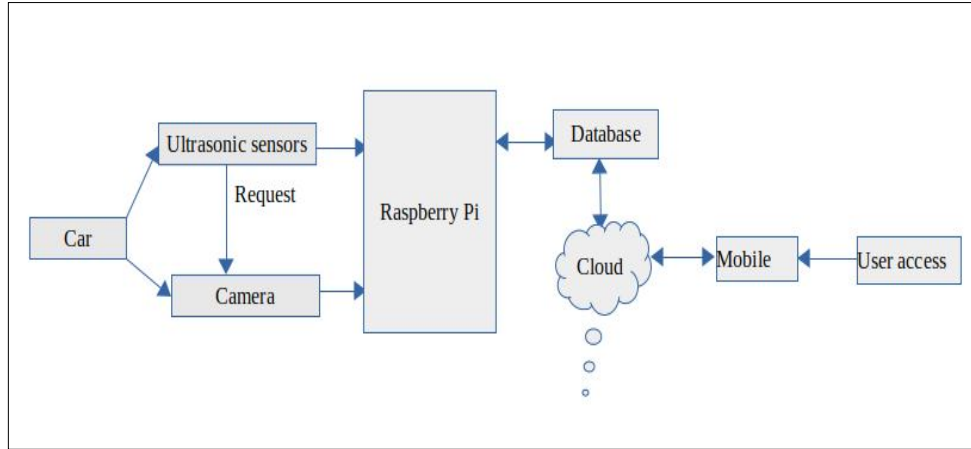 Ultrasonic sensors
Request
Car
Camera
Raspberry Pi
Database
Cloud
Mobile
User access